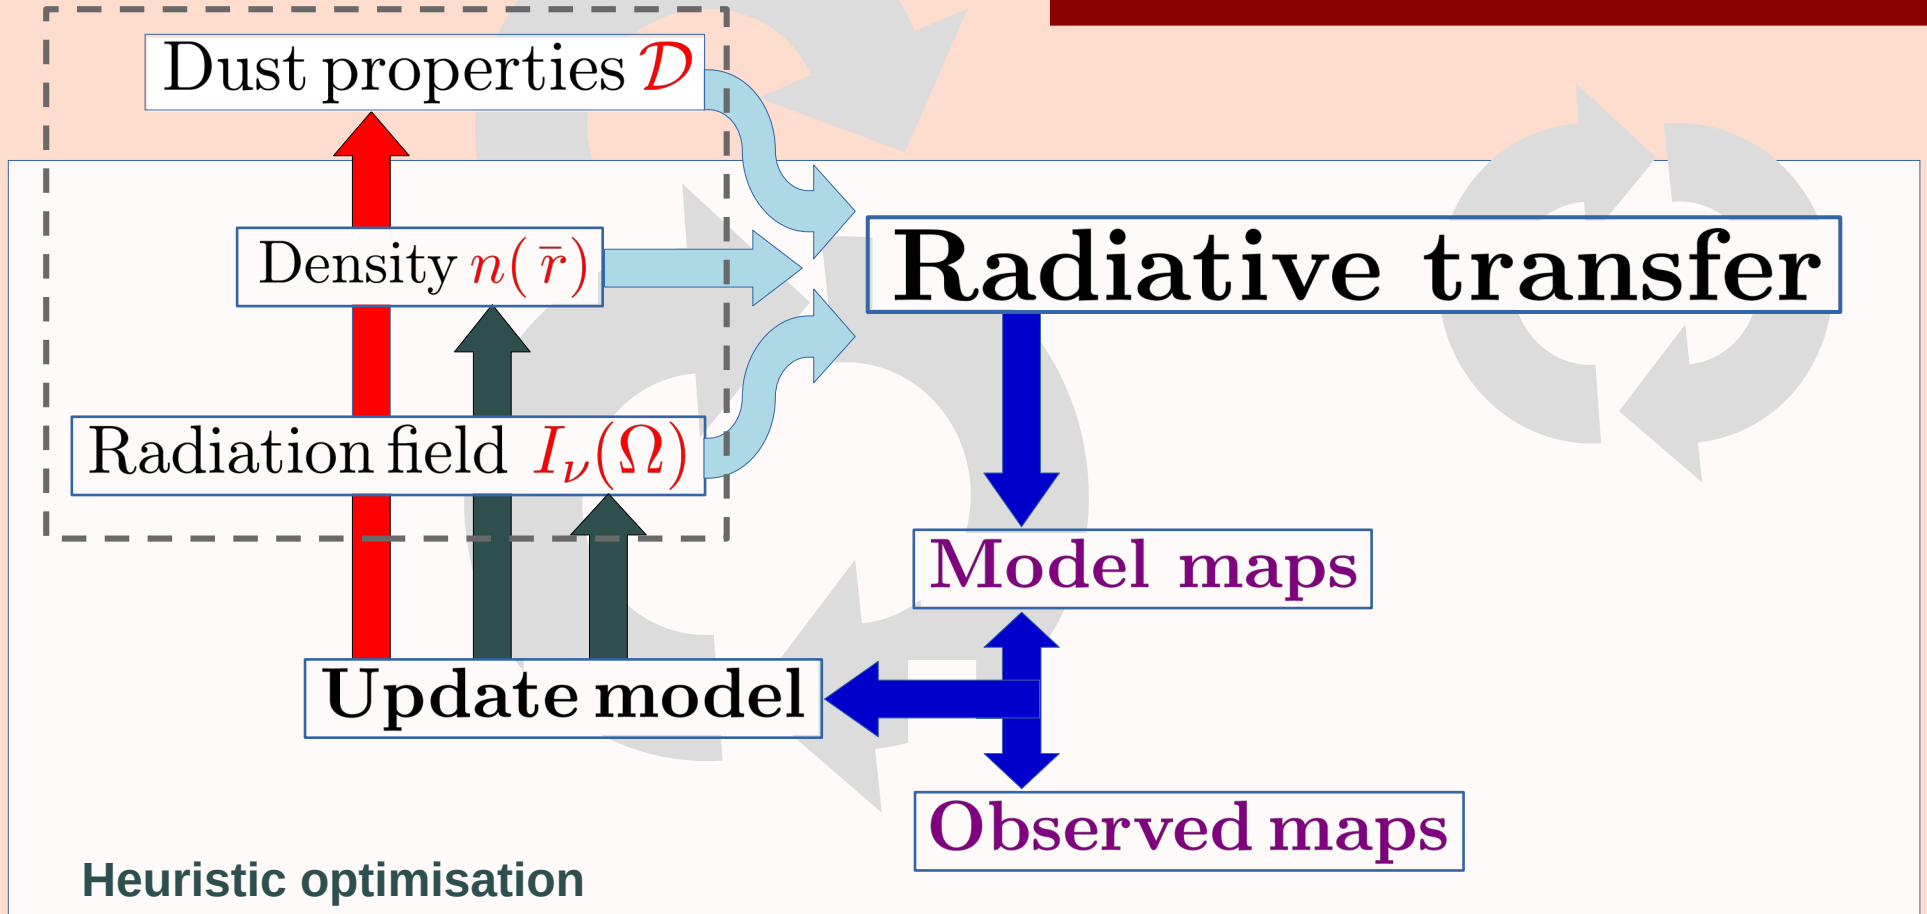 Dust properties 𝒟
Density n( r̄)
Radiation field I_ν(Ω)
Radiative transfer
Model maps
Update model
Observed maps
Heuristic optimisation